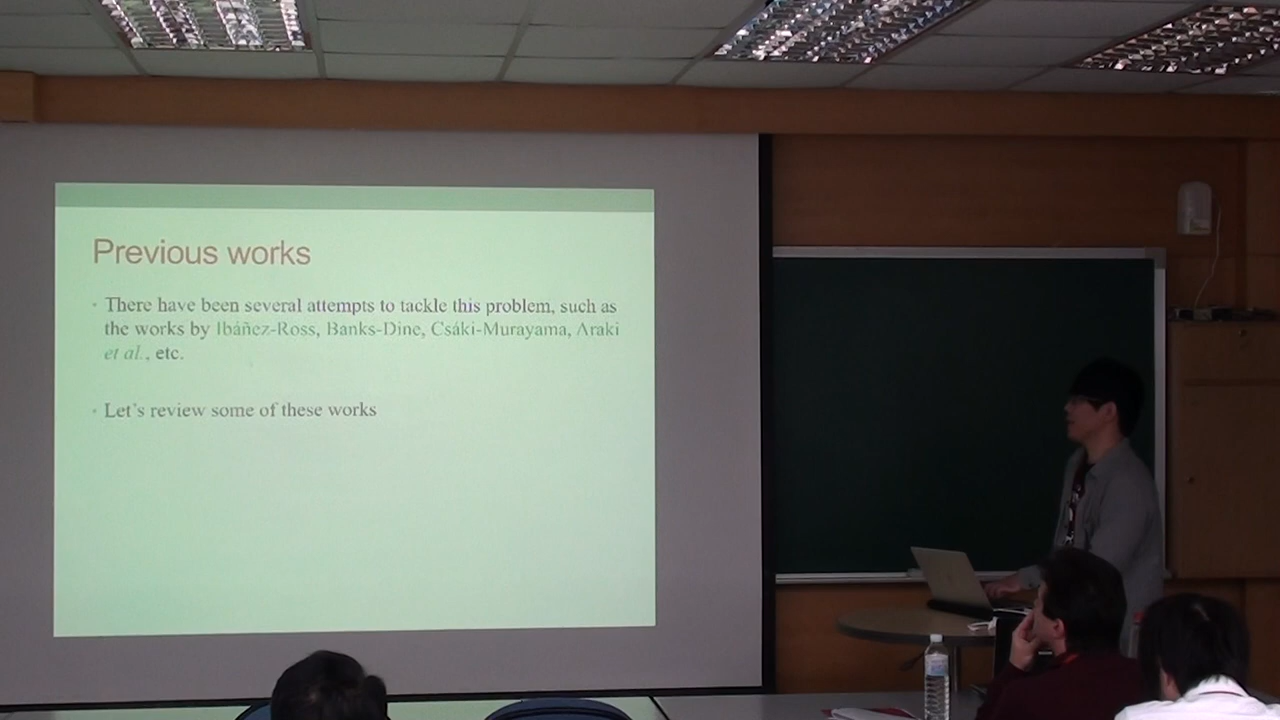 Previous works
• There have been several attempts to tackle this problem, such as
the works by Ibáñez-Ross, Banks-Dine, Csáki-Murayama, Araki
et al., etc.
• Let's review some of these works